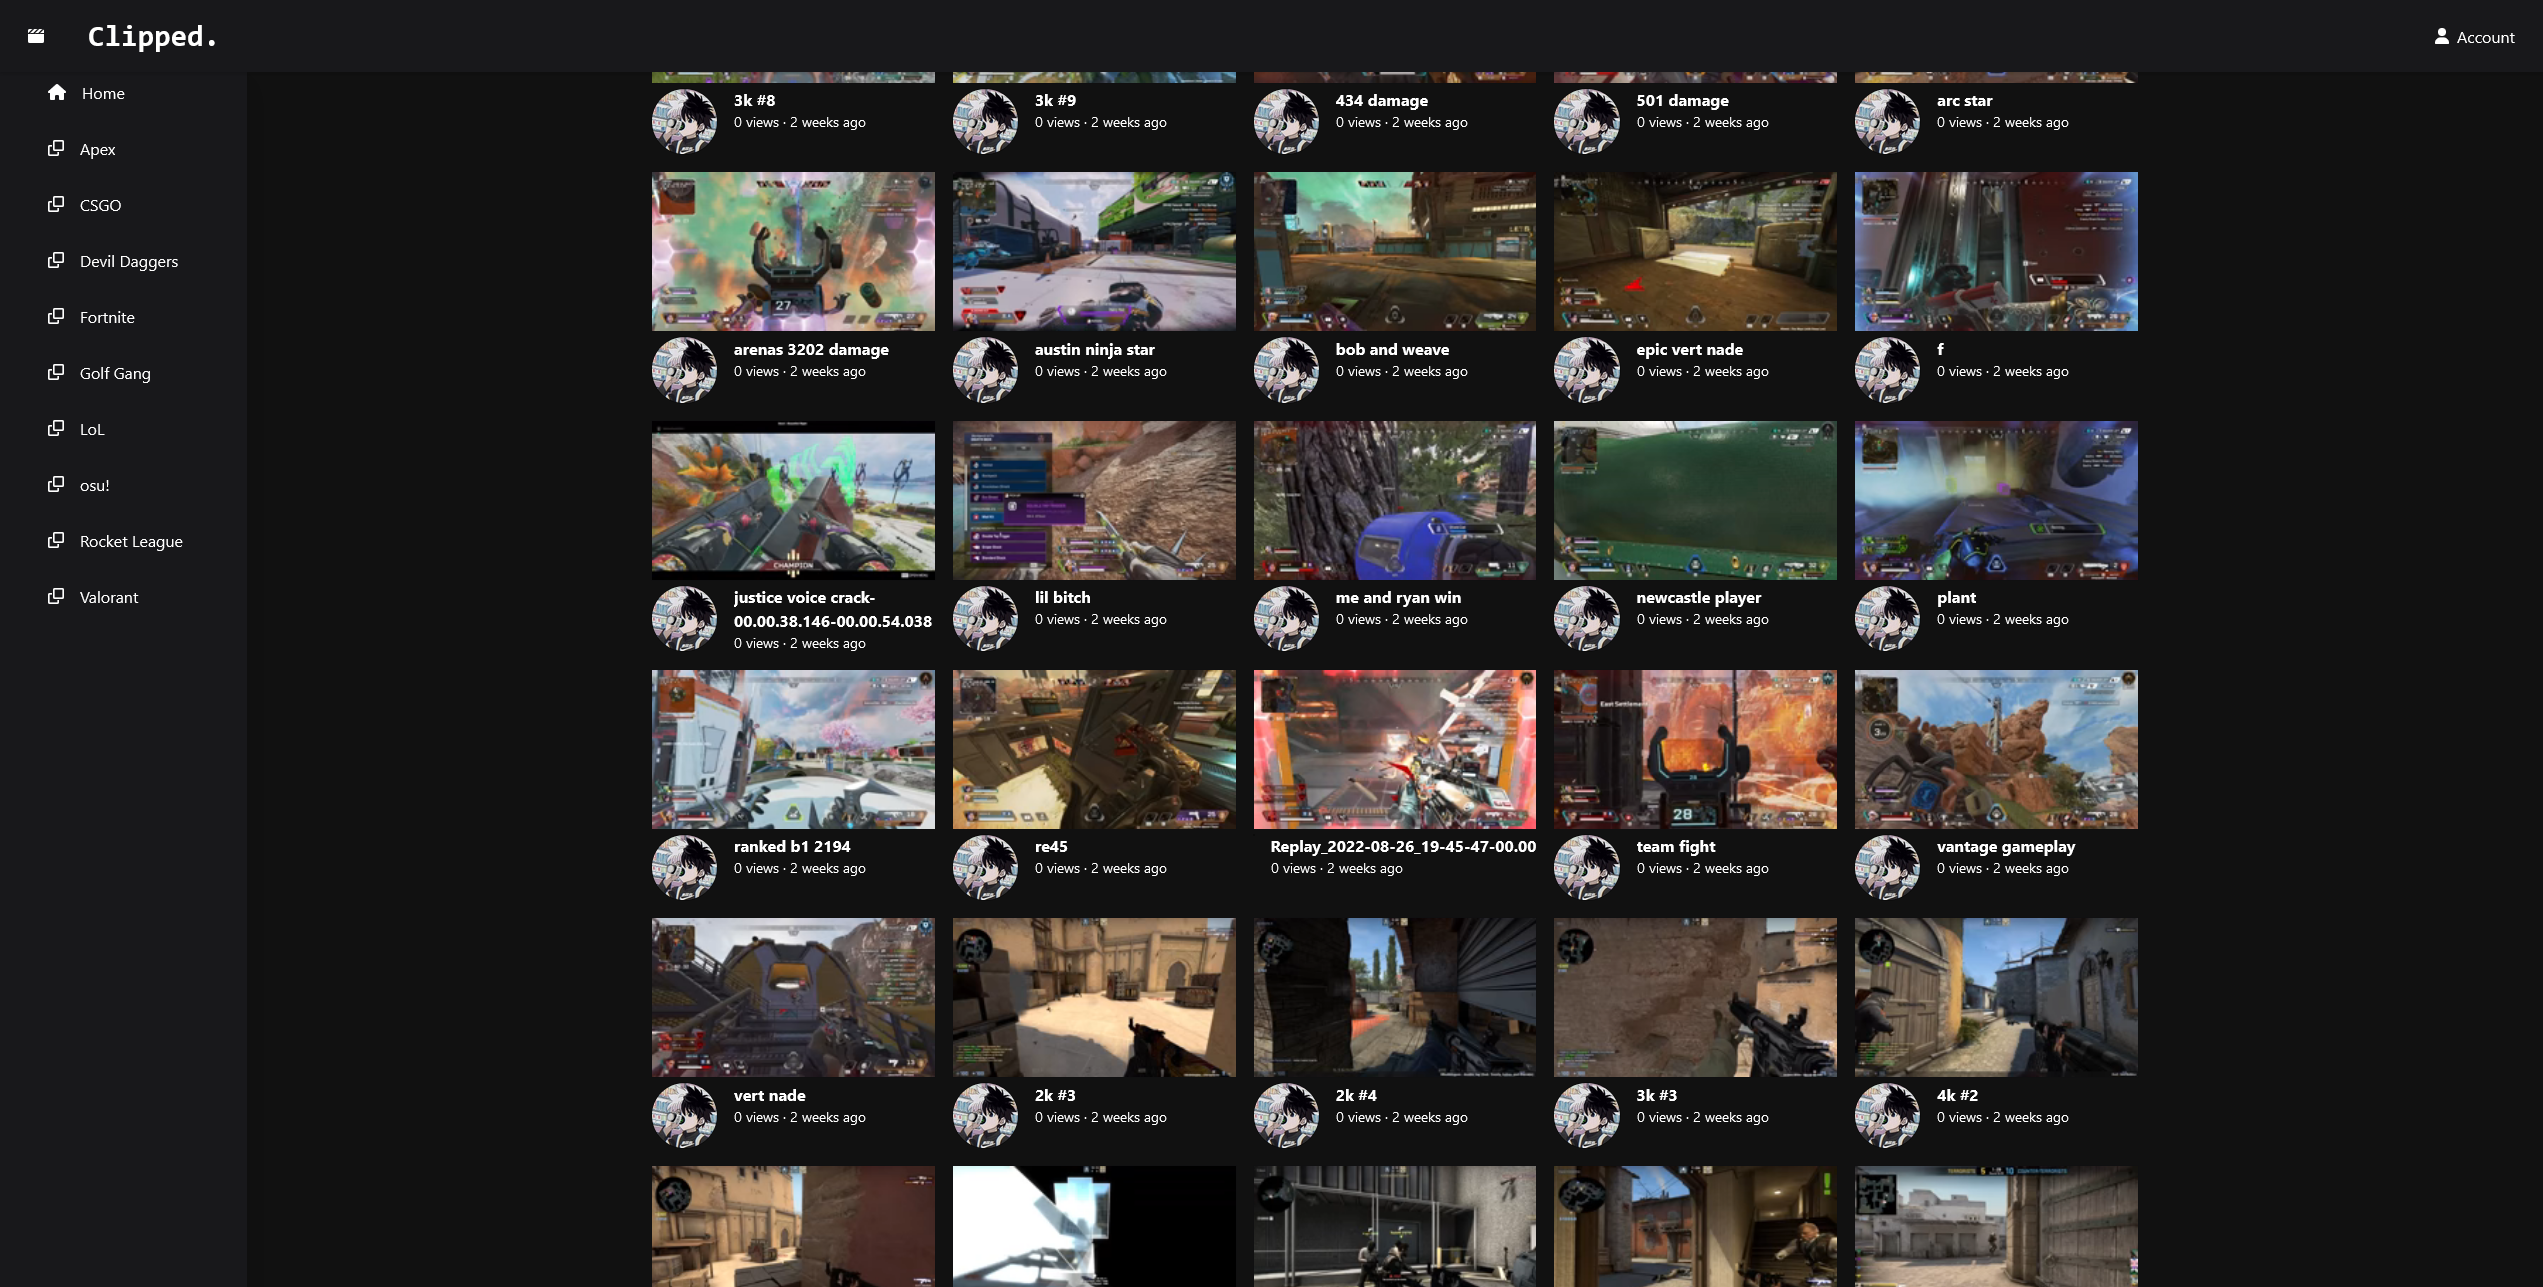 Clipped.
Account
Home
Apex
CSGO
Devil Daggers
Fortnite
Golf Gang
LoL
osu!
Rocket League
Valorant
3k #8
0 views · 2 weeks ago
3k #9
0 views · 2 weeks ago
434 damage
0 views · 2 weeks ago
501 damage
0 views · 2 weeks ago
arc star
0 views · 2 weeks ago
27
arenas 3202 damage
0 views · 2 weeks ago
austin ninja star
0 views · 2 weeks ago
bob and weave
0 views · 2 weeks ago
epic vert nade
0 views · 2 weeks ago
f
0 views · 2 weeks ago
CHAMPION
justice voice crack-
00.00.38.146-00.00.54.038
0 views · 2 weeks ago
lil bitch
0 views · 2 weeks ago
me and ryan win
0 views · 2 weeks ago
newcastle player
0 views · 2 weeks ago
plant
0 views · 2 weeks ago
East Settlement
28
ranked b1 2194
0 views · 2 weeks ago
re45
0 views · 2 weeks ago
Replay_2022-08-26_19-45-47-00.00
0 views · 2 weeks ago
team fight
0 views · 2 weeks ago
vantage gameplay
0 views · 2 weeks ago
vert nade
0 views · 2 weeks ago
2k #3
0 views · 2 weeks ago
2k #4
0 views · 2 weeks ago
3k #3
0 views · 2 weeks ago
4k #2
0 views · 2 weeks ago